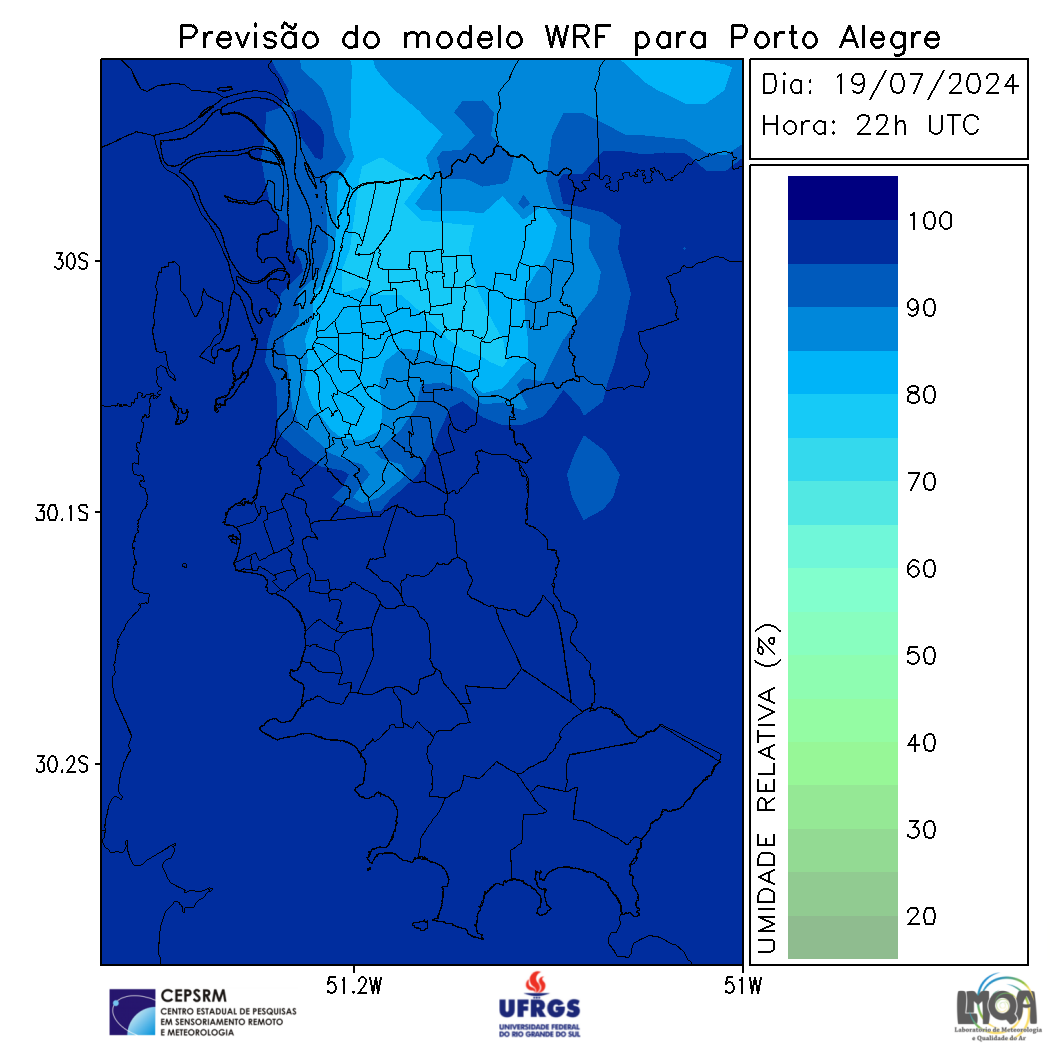 Previsão do modelo WRF para Porto Alegre
Dia: 19/07/2024
Hora: 22h UTC
30S
30.1S
30.2S
51.2W
51W
UMIDADE RELATIVA (%)
100
90
80
70
60
50
40
30
20
CEPSRM
CENTRO ESTADUAL DE PESQUISAS
EM SENSORIAMENTO REMOTO
E METEOROLOGIA
UFRGS
UNIVERSIDADE FEDERAL
DO RIO GRANDE DO SUL
LMQA
Laboratório de Meteorologia
e Qualidade do Ar